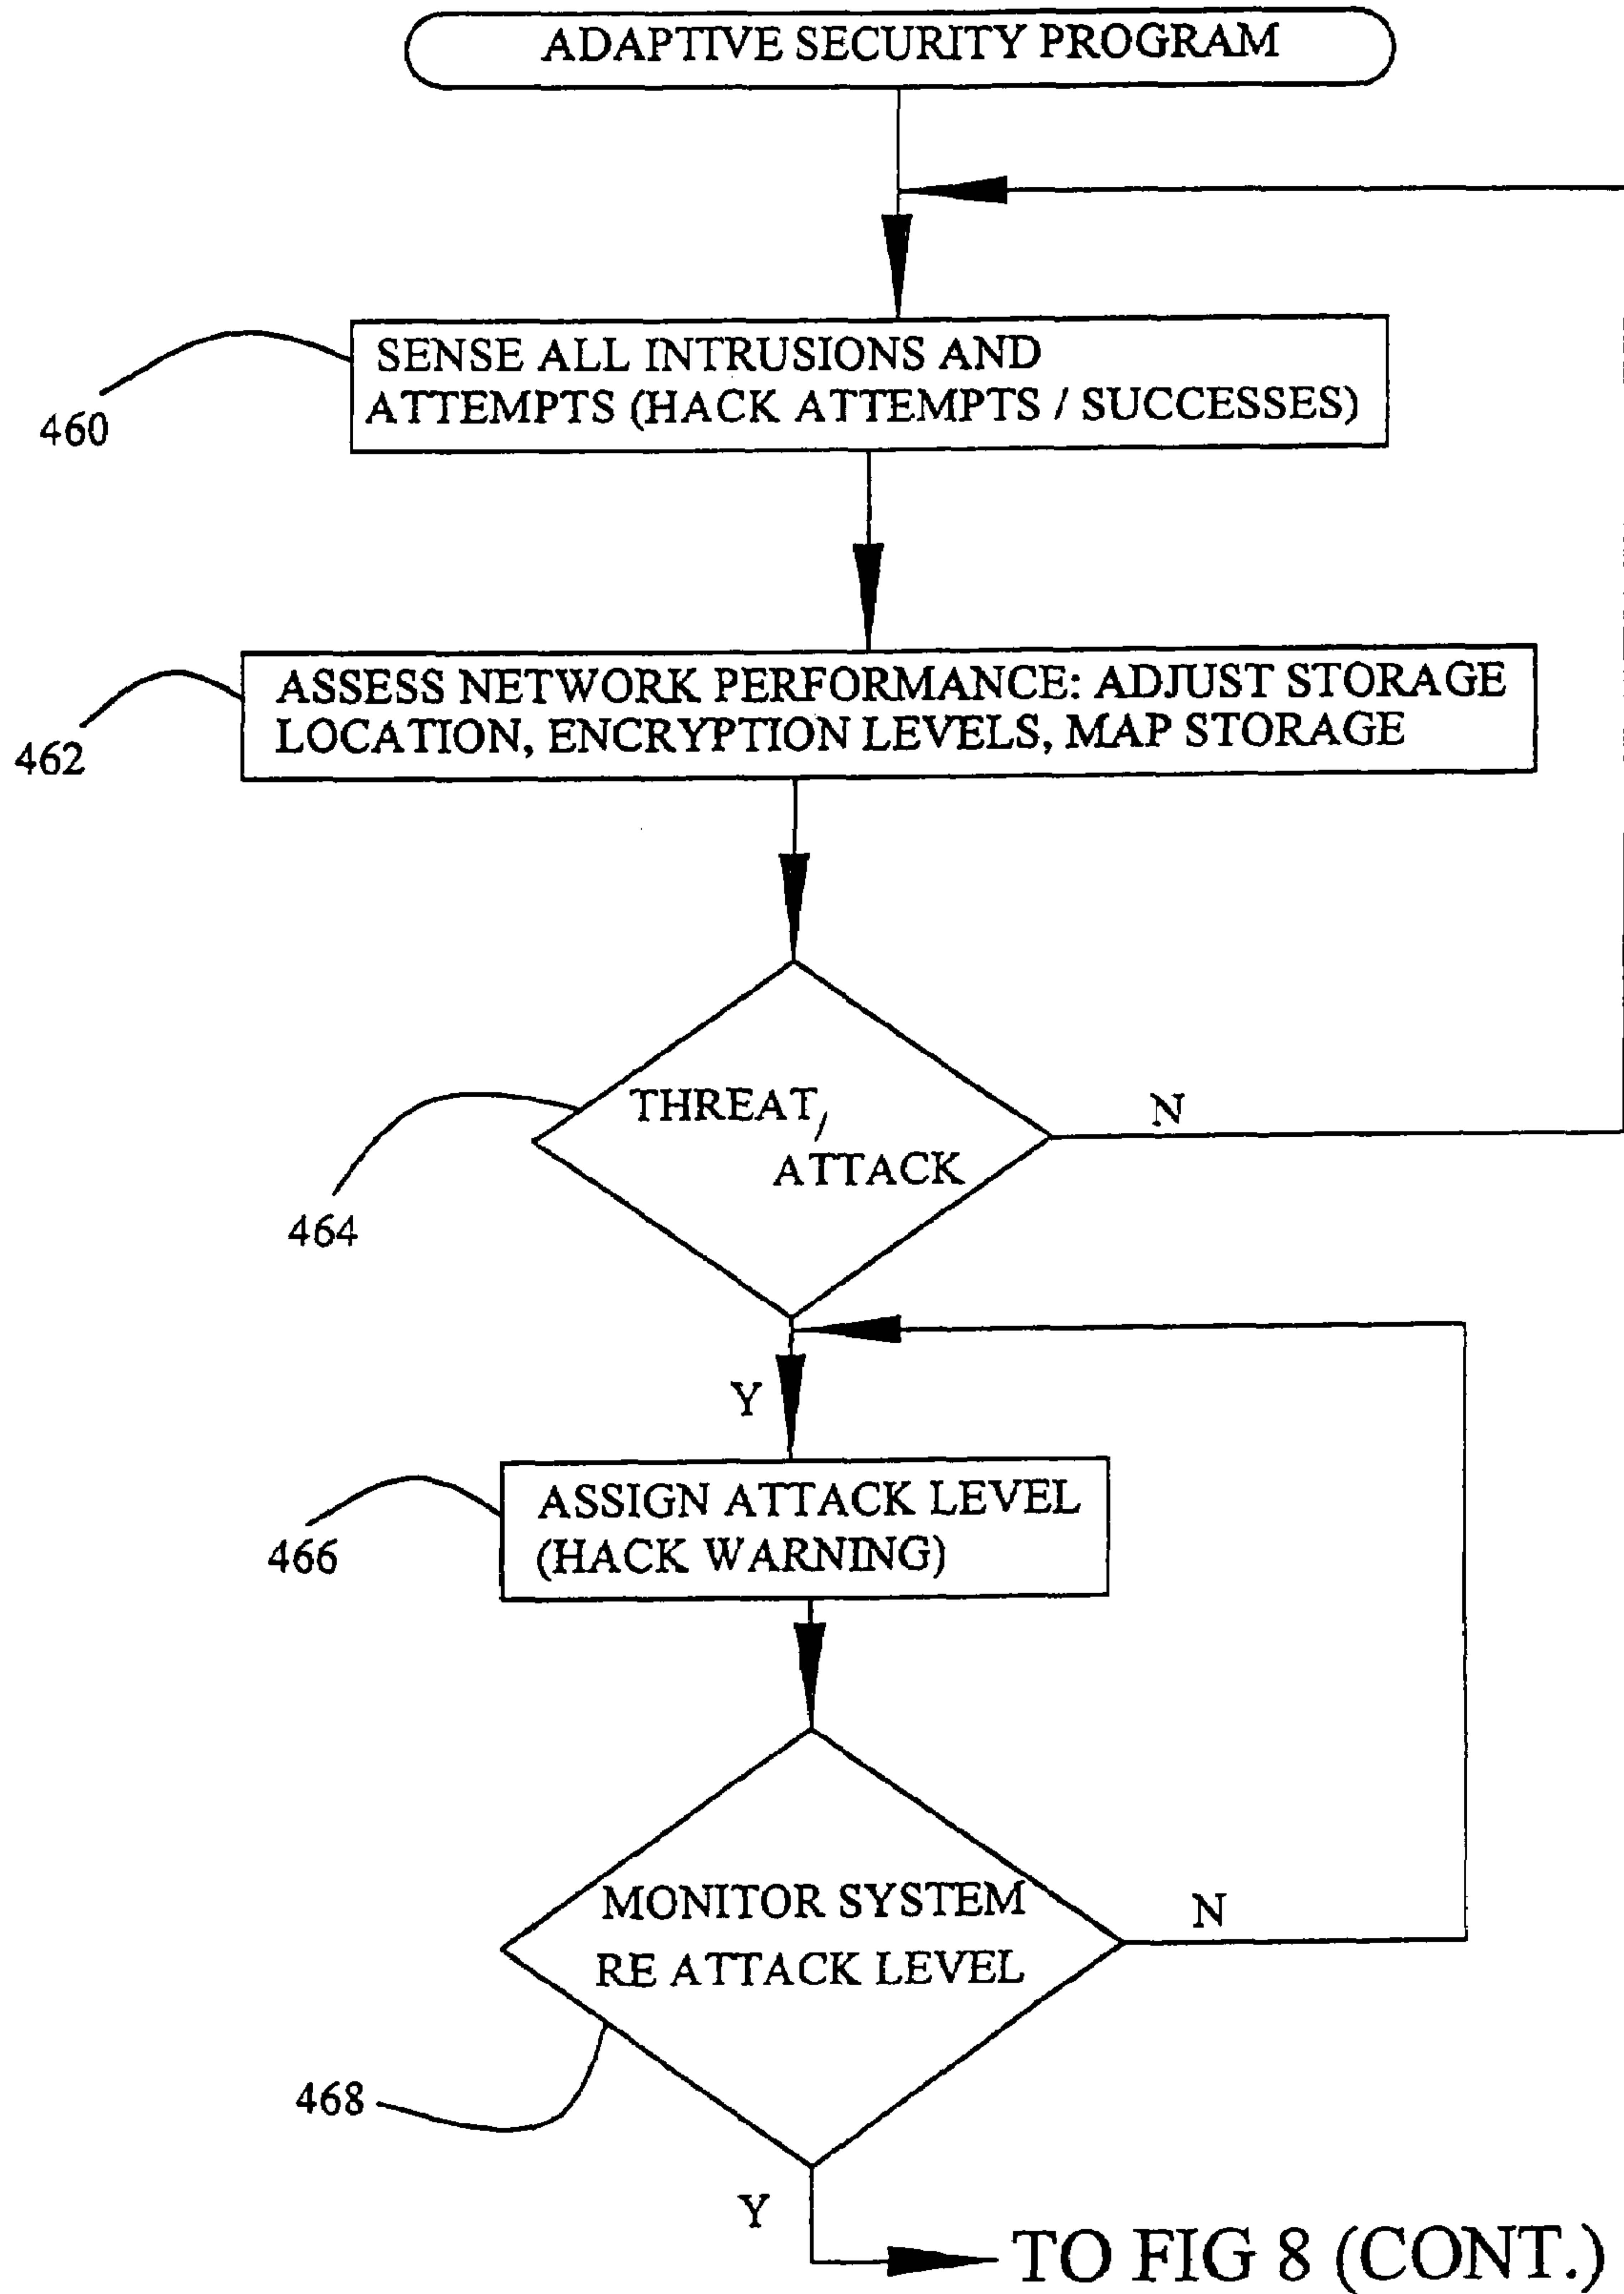 ADAPTIVE SECURITY PROGRAM
SENSE ALL INTRUSIONS AND
ATTEMPTS (HACK ATTEMPTS / SUCCESSES)
460
ASSESS NETWORK PERFORMANCE: ADJUST STORAGE
LOCATION, ENCRYPTION LEVELS, MAP STORAGE
462
THREAT/
ATTACK
N
464
Y
ASSIGN ATTACK LEVEL
(HACK WARNING)
466
MONITOR SYSTEM
RE ATTACK LEVEL
N
468
Y
TO FIG 8 (CONT.)